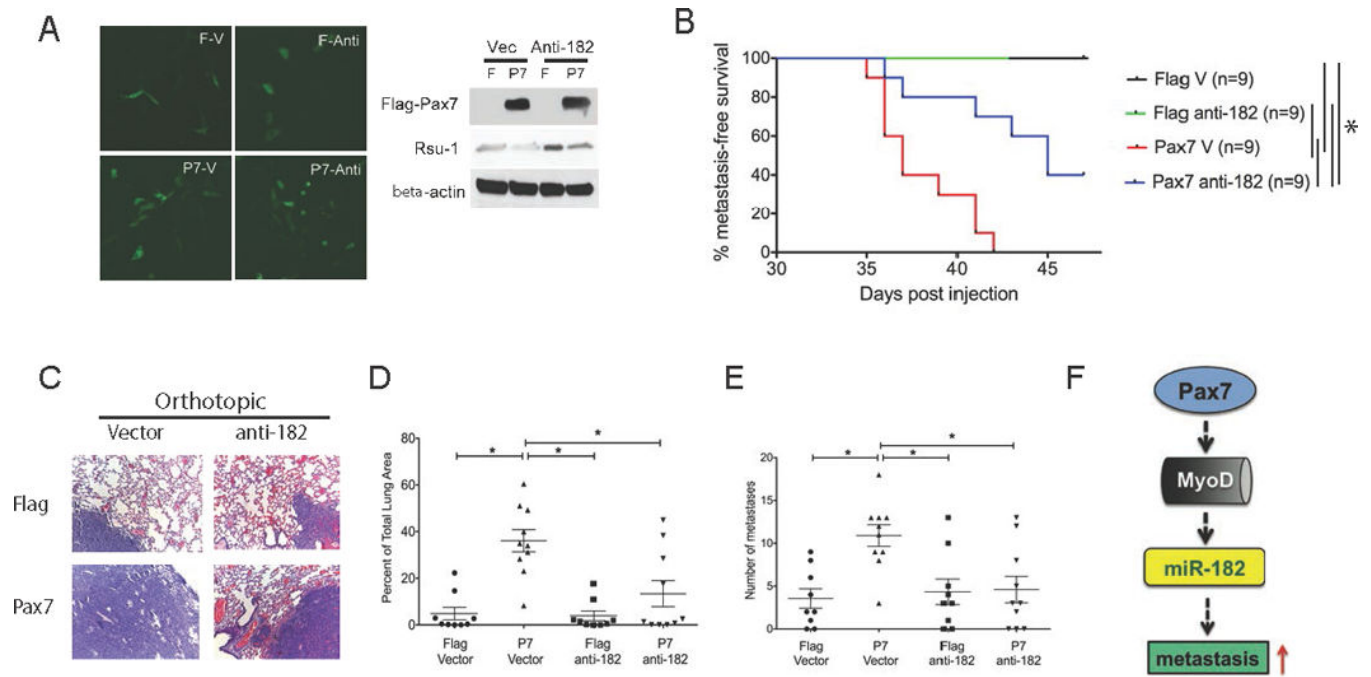 A
F-V
F-Anti
P7-V
P7-Anti
Vec Anti-182
F P7 F P7
Flag-Pax7
Rsu-1
beta-actin
B
% metastasis-free survival
100
80
60
40
20
0
30 35 40 45
Days post injection
Flag V (n=9)
Flag anti-182 (n=9)
Pax7 V (n=9)
Pax7 anti-182 (n=9)
*
C
Orthotopic
Vector anti-182
Flag
Pax7
D
Percent of Total Lung Area
80
60
40
20
0
* * *
Flag Vector
P7 Vector
Flag anti-182
P7 anti-182
E
Number of metastases
20
15
10
5
0
* * *
Flag Vector
P7 Vector
Flag anti-182
P7 anti-182
F
Pax7
MyoD
miR-182
metastasis